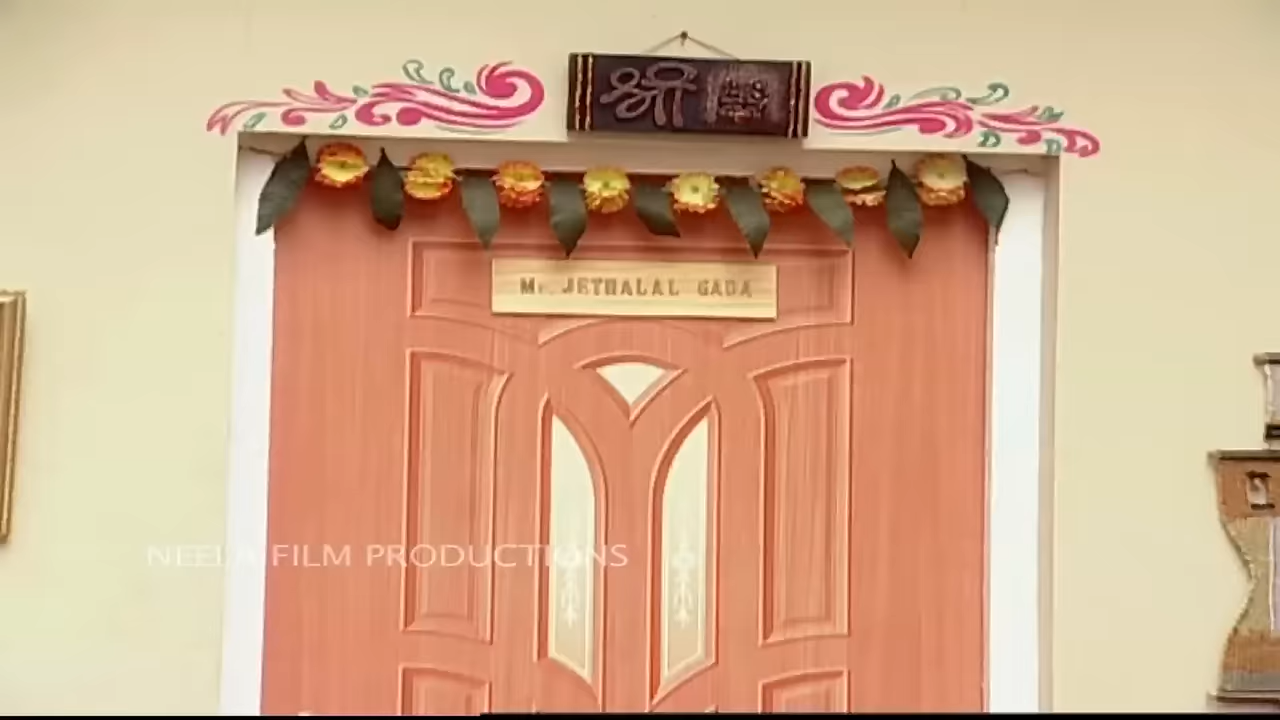 श्री
Mr. JETHALAL GADA
NEELA FILM PRODUCTIONS